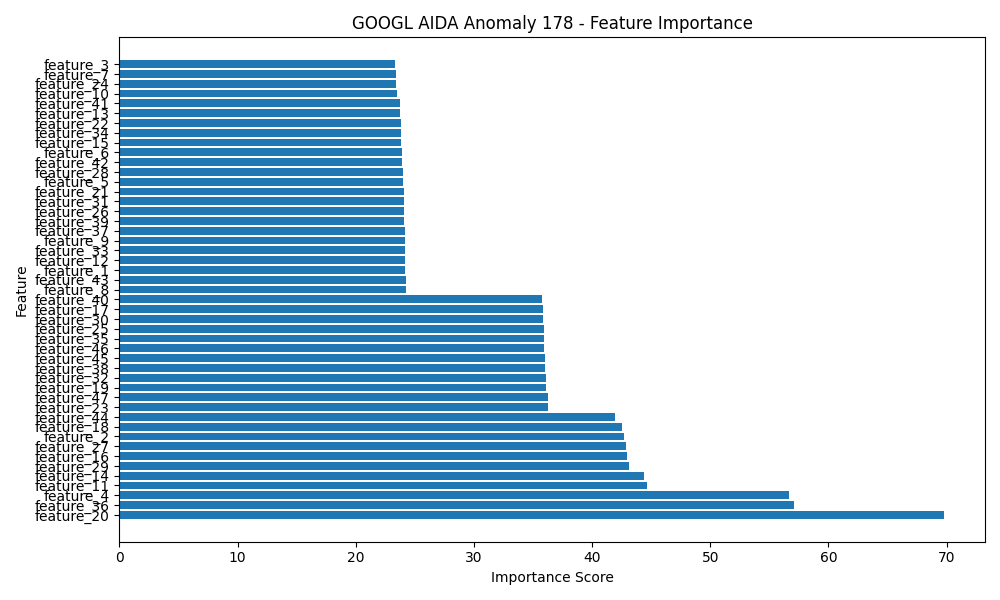 GOOGL AIDA Anomaly 178 - Feature Importance
feature_3
feature_7
feature_24
feature_10
feature_41
feature_13
feature_22
feature_34
feature_15
feature_6
feature_42
feature_28
feature_5
feature_21
feature_31
feature_26
feature_39
feature_37
feature_9
feature_33
feature_12
feature_1
feature_43
feature_8
feature_40
feature_17
feature_30
feature_25
feature_35
feature_46
feature_45
feature_38
feature_32
feature_19
feature_47
feature_23
feature_44
feature_18
feature_2
feature_27
feature_16
feature_29
feature_14
feature_11
feature_4
feature_36
feature_20
Feature
0 10 20 30 40 50 60 70
Importance Score